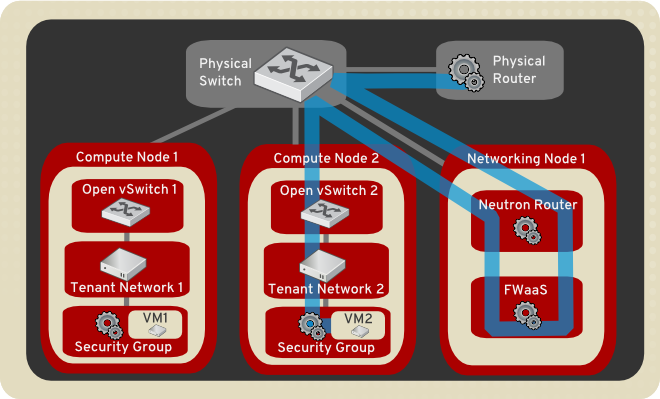 Physical
Switch
Physical
Router
Compute Node 1
Open vSwitch 1
Tenant Network 1
VM1
Security Group
Compute Node 2
Open vSwitch 2
Tenant Network 2
VM2
Security Group
Networking Node 1
Neutron Router
FWaaS